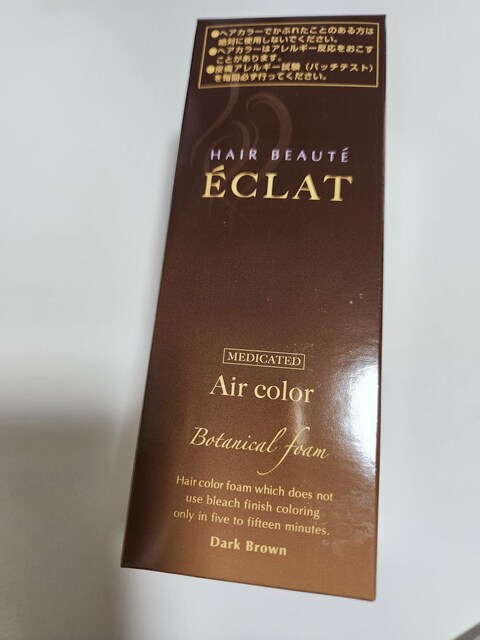 ●ヘアカラーでかぶれたことのある方は
絶対に使用しないでください。
●ヘアカラーはアレルギー反応をおこす
ことがあります。
●皮膚アレルギー試験(パッチテスト)
を毎回必ず行ってください。
HAIR BEAUTÉ
ÉCLAT
MEDICATED
Air color
Botanical foam
Hair color foam which does not
use bleach finish coloring
only in five to fifteen minutes.
Dark Brown